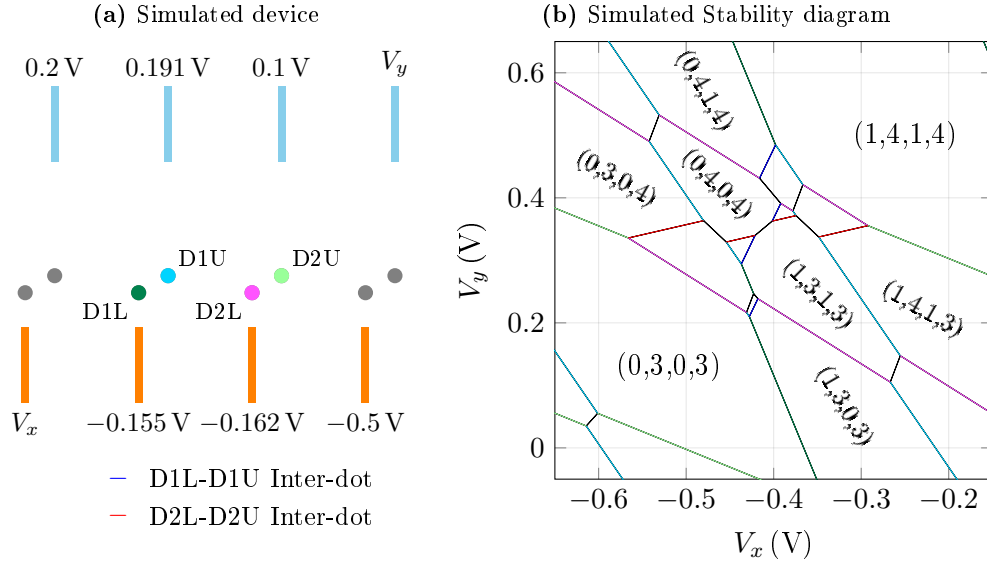 (a) Simulated device
0.2 V
0.191 V
0.1 V
V_y
D1U
D2U
D1L
D2L
V_x
−0.155 V
−0.162 V
−0.5 V
D1L-D1U Inter-dot
D2L-D2U Inter-dot
(b) Simulated Stability diagram
V_y (V)
0.6
0.4
0.2
0
(0,4,1,4)
(1,4,1,4)
(0,3,0,4)
(0,4,0,4)
(1,3,1,3)
(1,4,1,3)
(0,3,0,3)
(1,3,0,3)
−0.6
−0.5
−0.4
−0.3
−0.2
V_x (V)